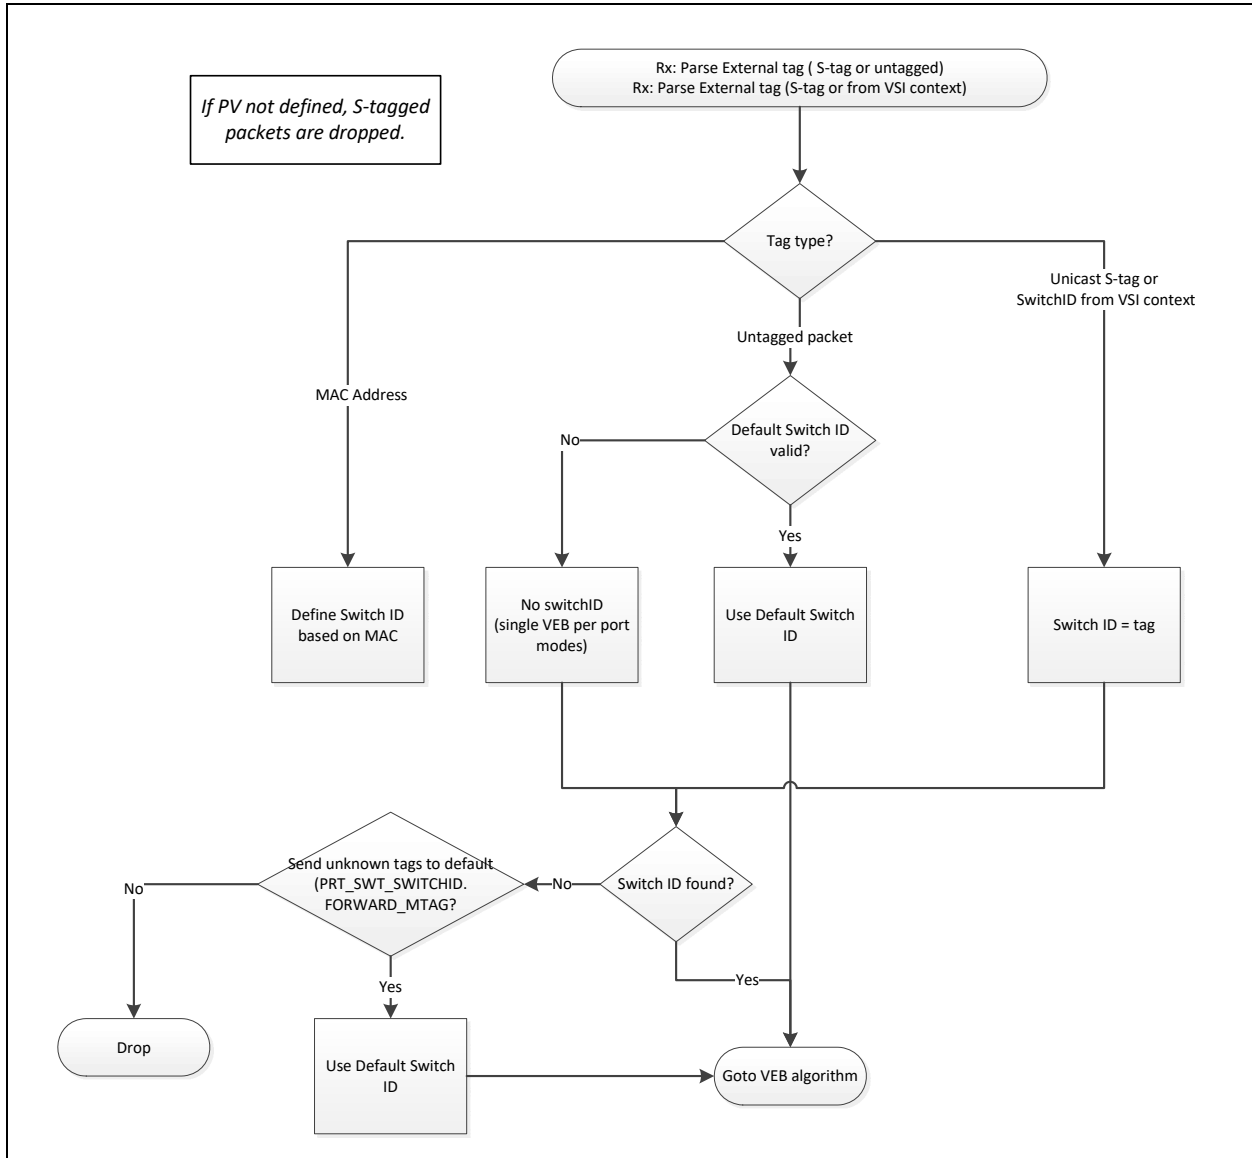 Rx: Parse External tag ( S-tag or untagged)
Rx: Parse External tag (S-tag or from VSI context)
If PV not defined, S-tagged
packets are dropped.
Tag type?
Unicast S-tag or
SwitchID from VSI context
Untagged packet
MAC Address
Default Switch ID
valid?
No
Yes
Define Switch ID
based on MAC
No switchID
(single VEB per port
modes)
Use Default Switch
ID
Switch ID = tag
Send unknown tags to default
(PRT_SWT_SWITCHID.
FORWARD_MTAG?
No
No
Switch ID found?
Yes
Yes
Drop
Use Default Switch
ID
Goto VEB algorithm